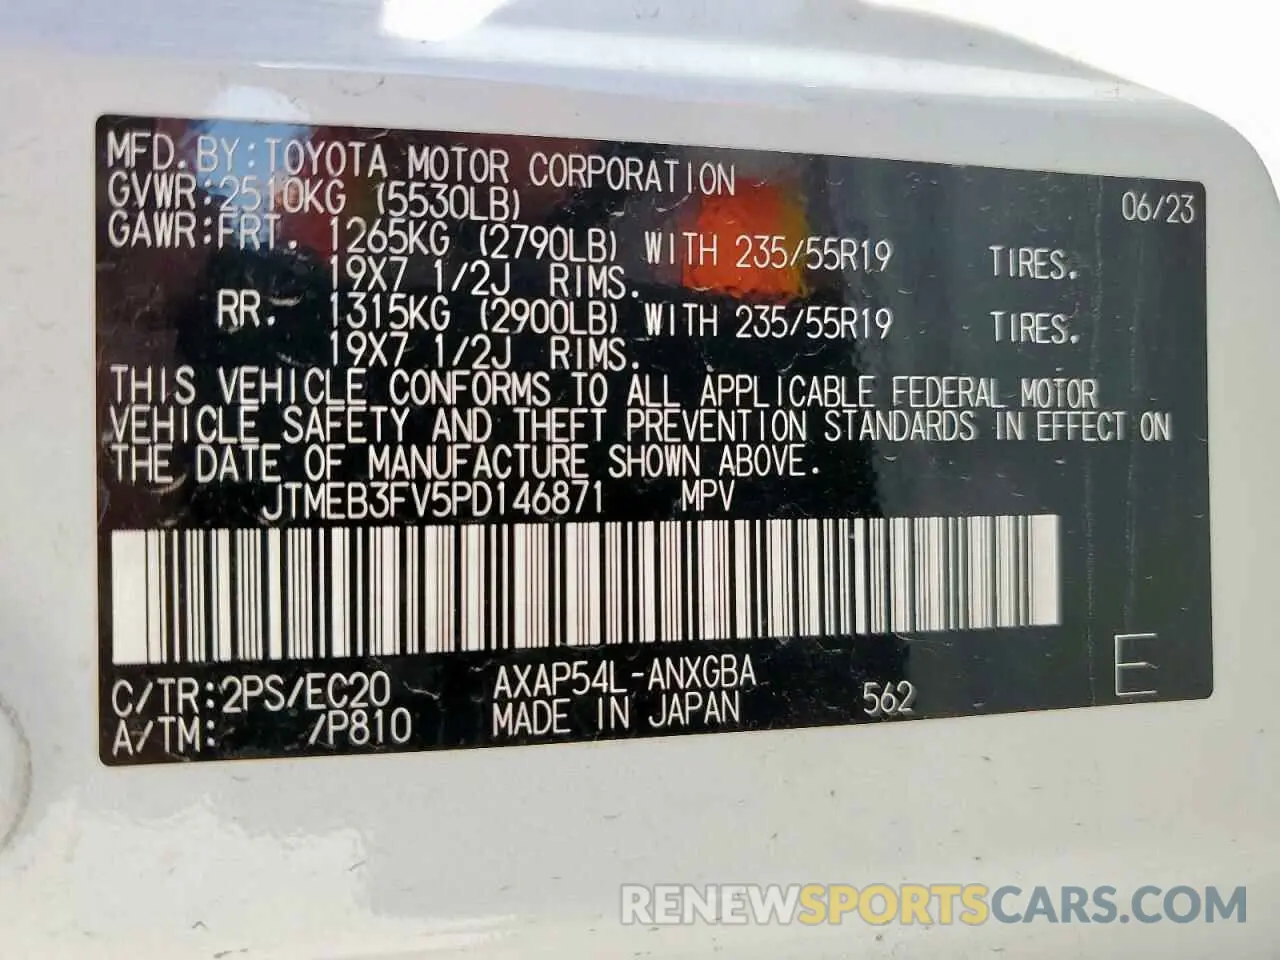 MFD. BY: TOYOTA MOTOR CORPORATION 06/23
GVWR: 2510KG (5530LB)
GAWR: FRT. 1265KG (2790LB) WITH 235/55R19 TIRES.
19X7 1/2J RIMS.
RR. 1315KG (2900LB) WITH 235/55R19 TIRES.
19X7 1/2J RIMS.
THIS VEHICLE CONFORMS TO ALL APPLICABLE FEDERAL MOTOR
VEHICLE SAFETY AND THEFT PREVENTION STANDARDS IN EFFECT ON
THE DATE OF MANUFACTURE SHOWN ABOVE.
JTMEB3FV5PD146871 MPV
E
C/TR: 2PS/EC20 AXAP54L-ANXGBA
A/TM: /P810 MADE IN JAPAN 562
RENEWSPORTSCARS.COM - 11/11/23